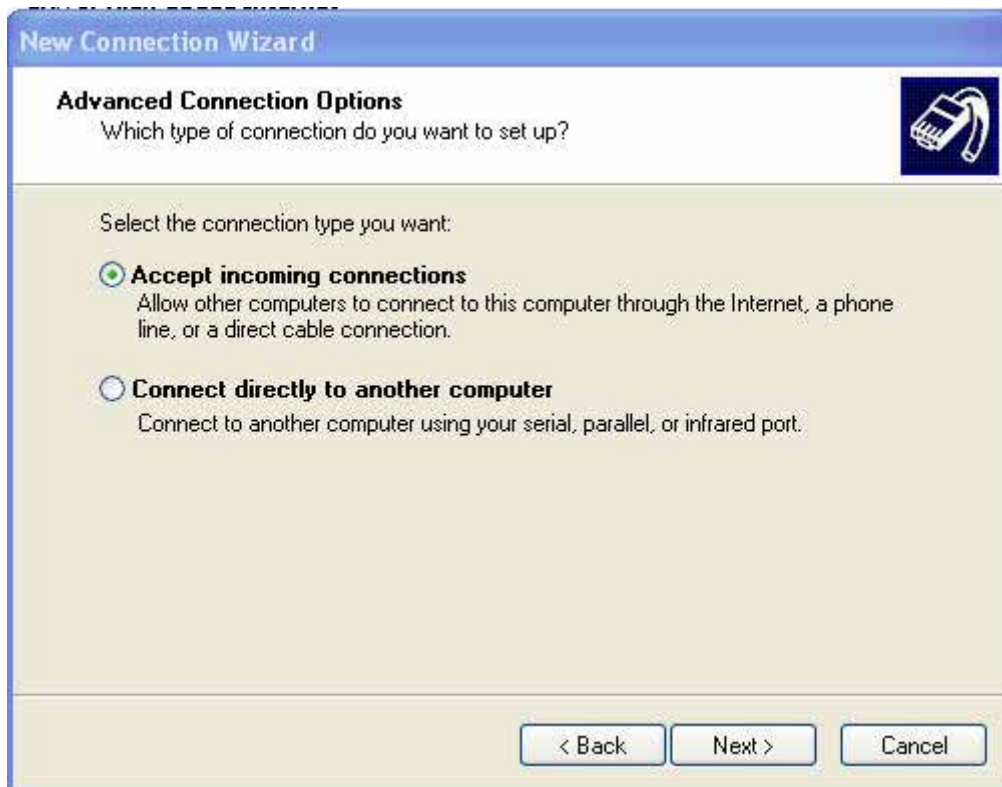 New Connection Wizard
Advanced Connection Options
Which type of connection do you want to set up?
Select the connection type you want:
Accept incoming connections
Allow other computers to connect to this computer through the Internet, a phone
line, or a direct cable connection.
Connect directly to another computer
Connect to another computer using your serial, parallel, or infrared port.
< Back
Next >
Cancel